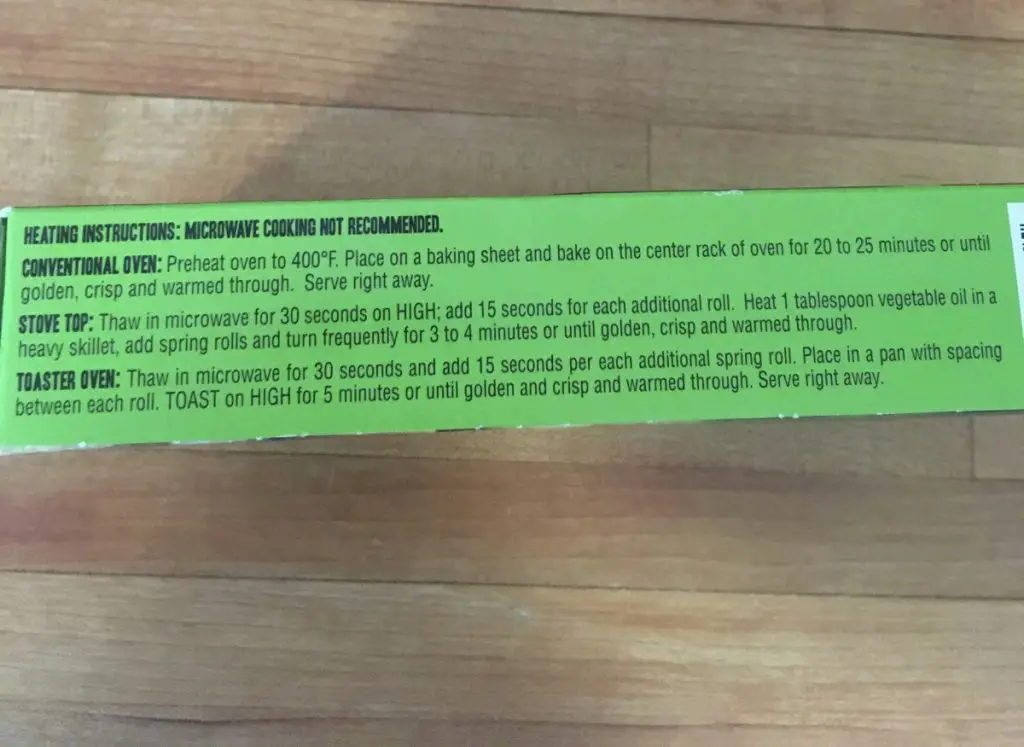 HEATING INSTRUCTIONS: MICROWAVE COOKING NOT RECOMMENDED.
CONVENTIONAL OVEN: Preheat oven to 400°F. Place on a baking sheet and bake on the center rack of oven for 20 to 25 minutes or until
golden, crisp and warmed through. Serve right away.
STOVE TOP: Thaw in microwave for 30 seconds on HIGH; add 15 seconds for each additional roll. Heat 1 tablespoon vegetable oil in a
heavy skillet, add spring rolls and turn frequently for 3 to 4 minutes or until golden, crisp and warmed through.
TOASTER OVEN: Thaw in microwave for 30 seconds and add 15 seconds per each additional spring roll. Place in a pan with spacing
between each roll. TOAST on HIGH for 5 minutes or until golden and crisp and warmed through. Serve right away.